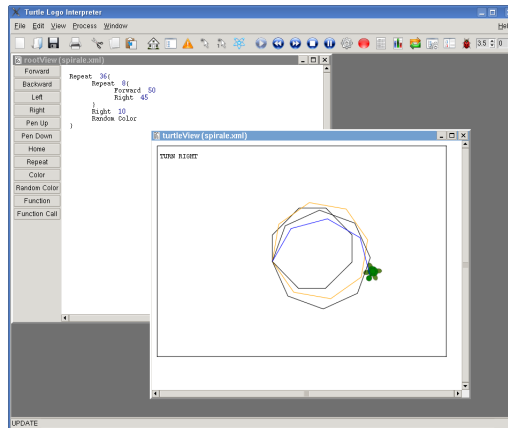 Turtle Logo Interpreter
File Edit View Process Window
3.5 0
rootView (spirale.xml)
Forward
Backward
Left
Right
Pen Up
Pen Down
Home
Repeat
Color
Random Color
Function
Function Call
Repeat 36(
Repeat 8(
Forward 50
Right 45
)
Right 10
Random Color
)
turtleView (spirale.xml)
TURN RIGHT
UPDATE